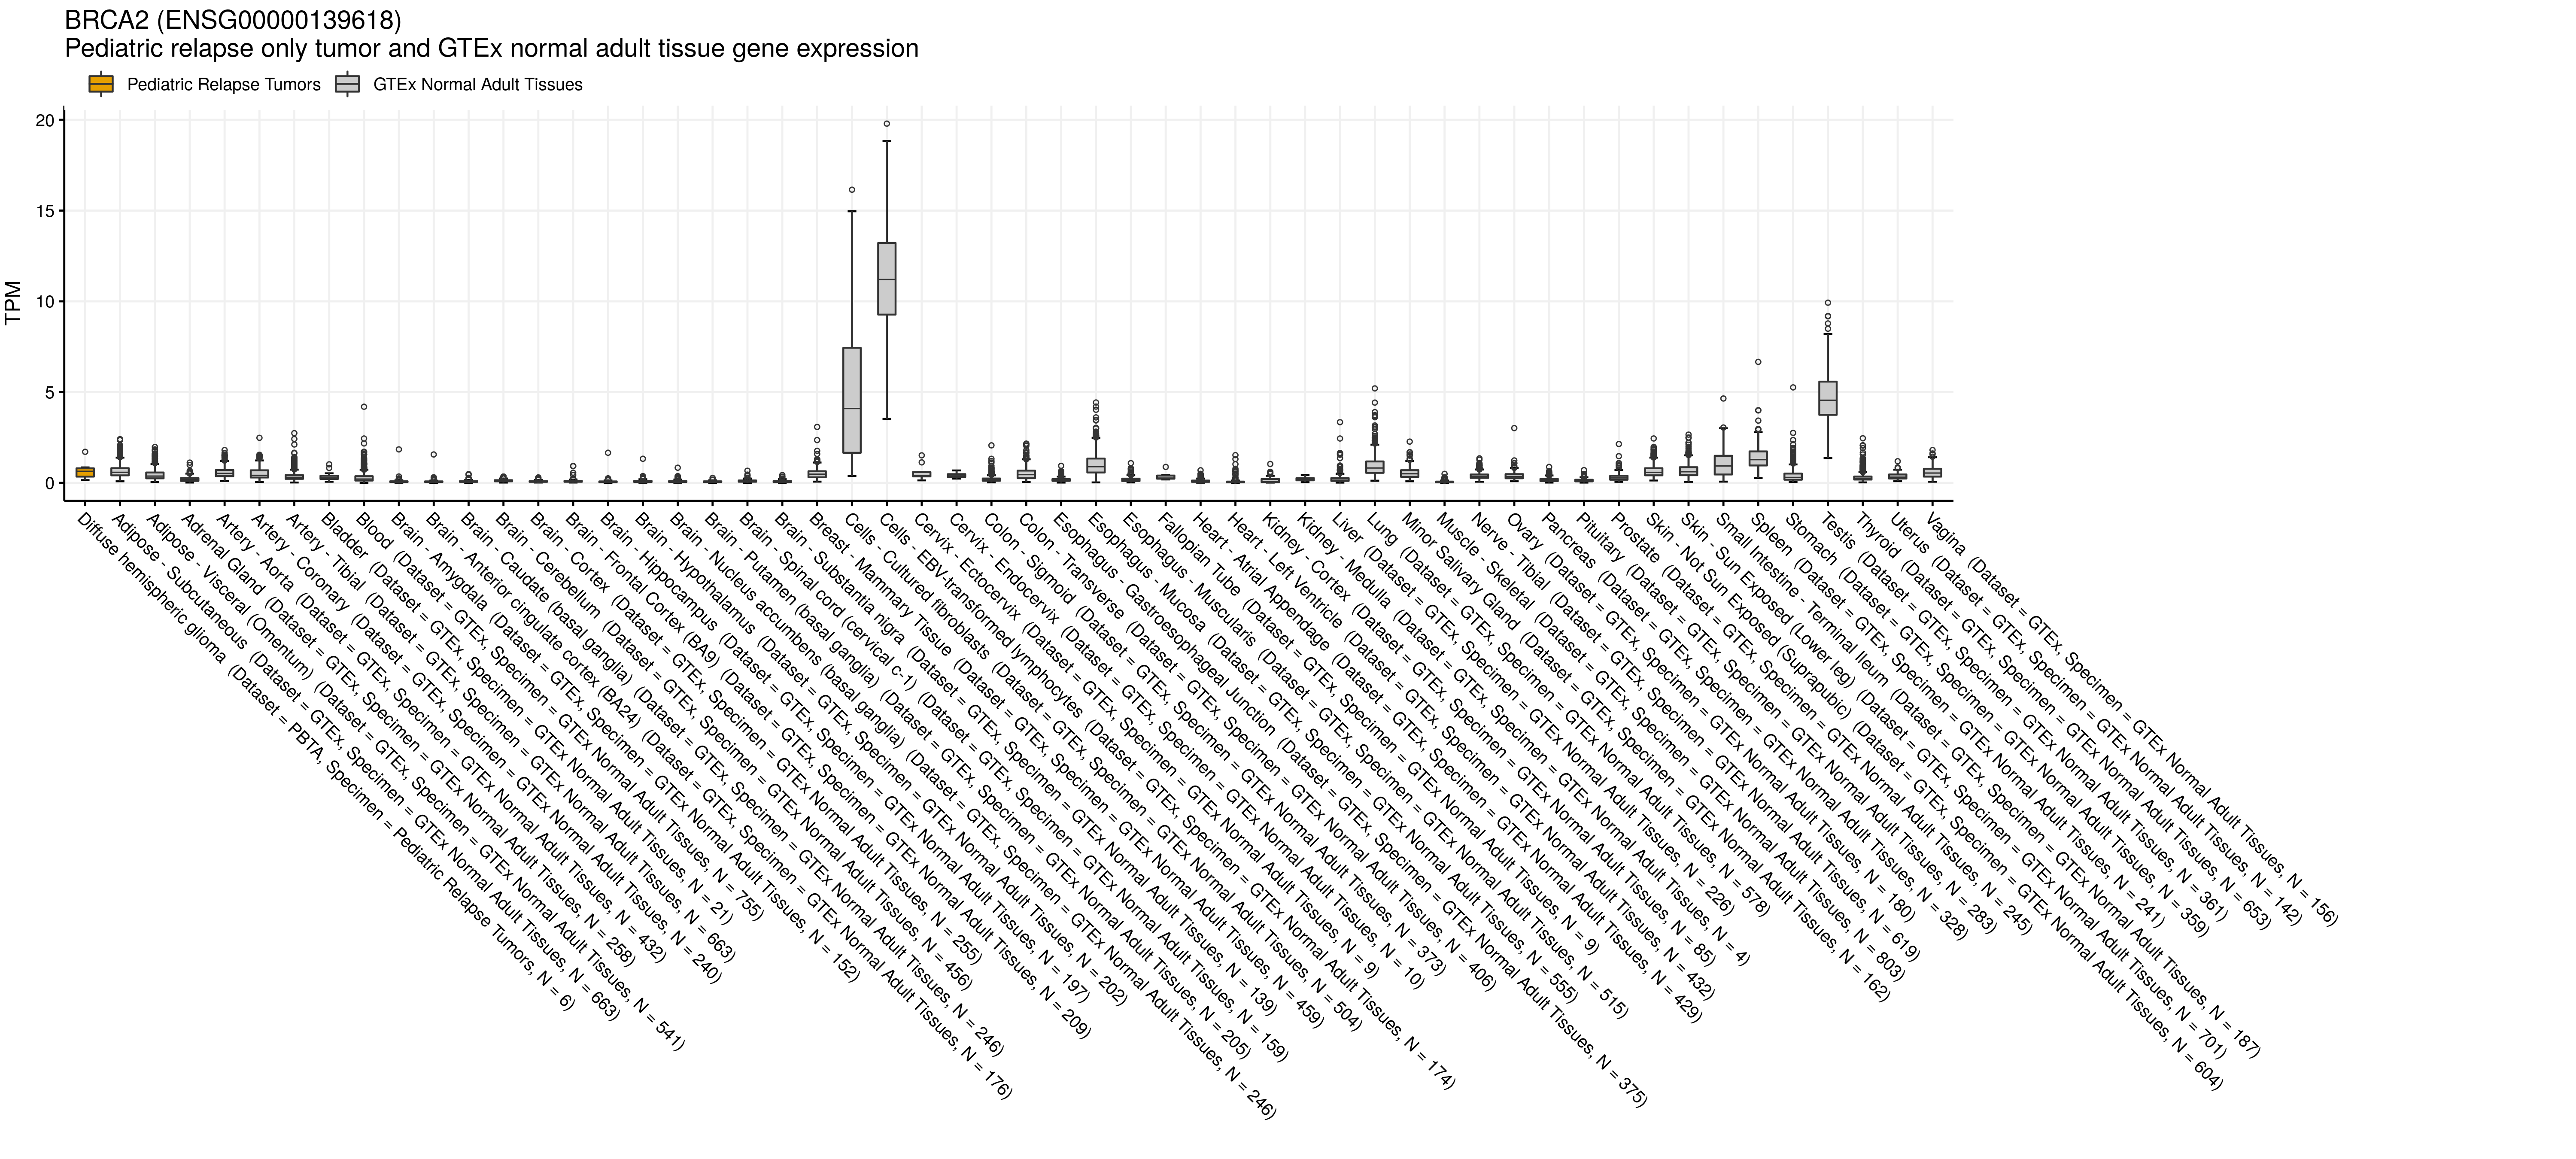 BRCA2 (ENSG00000139618)
Pediatric relapse only tumor and GTEx normal adult tissue gene expression
Pediatric Relapse Tumors
GTEx Normal Adult Tissues
TPM
20
15
10
5
0
Diffuse hemispheric glioma (Dataset = PBTA, Specimen = Pediatric Relapse Tumors, N = 6)
Adipose - Subcutaneous (Dataset = GTEx, Specimen = GTEx Normal Adult Tissues, N = 663)
Adipose - Visceral (Omentum) (Dataset = GTEx, Specimen = GTEx Normal Adult Tissues, N = 541)
Adrenal Gland (Dataset = GTEx, Specimen = GTEx Normal Adult Tissues, N = 258)
Artery - Aorta (Dataset = GTEx, Specimen = GTEx Normal Adult Tissues, N = 432)
Artery - Coronary (Dataset = GTEx, Specimen = GTEx Normal Adult Tissues, N = 240)
Artery - Tibial (Dataset = GTEx, Specimen = GTEx Normal Adult Tissues, N = 663)
Bladder (Dataset = GTEx, Specimen = GTEx Normal Adult Tissues, N = 21)
Blood (Dataset = GTEx, Specimen = GTEx Normal Adult Tissues, N = 755)
Brain - Amygdala (Dataset = GTEx, Specimen = GTEx Normal Adult Tissues, N = 152)
Brain - Anterior cingulate cortex (BA24) (Dataset = GTEx, Specimen = GTEx Normal Adult Tissues, N = 176)
Brain - Caudate (basal ganglia) (Dataset = GTEx, Specimen = GTEx Normal Adult Tissues, N = 246)
Brain - Cerebellum (Dataset = GTEx, Specimen = GTEx Normal Adult Tissues, N = 456)
Brain - Cortex (Dataset = GTEx, Specimen = GTEx Normal Adult Tissues, N = 255)
Brain - Frontal Cortex (BA9) (Dataset = GTEx, Specimen = GTEx Normal Adult Tissues, N = 209)
Brain - Hippocampus (Dataset = GTEx, Specimen = GTEx Normal Adult Tissues, N = 197)
Brain - Hypothalamus (Dataset = GTEx, Specimen = GTEx Normal Adult Tissues, N = 202)
Brain - Nucleus accumbens (basal ganglia) (Dataset = GTEx, Specimen = GTEx Normal Adult Tissues, N = 246)
Brain - Putamen (basal ganglia) (Dataset = GTEx, Specimen = GTEx Normal Adult Tissues, N = 205)
Brain - Spinal cord (cervical c-1) (Dataset = GTEx, Specimen = GTEx Normal Adult Tissues, N = 159)
Brain - Substantia nigra (Dataset = GTEx, Specimen = GTEx Normal Adult Tissues, N = 139)
Breast - Mammary Tissue (Dataset = GTEx, Specimen = GTEx Normal Adult Tissues, N = 459)
Cells - Cultured fibroblasts (Dataset = GTEx, Specimen = GTEx Normal Adult Tissues, N = 504)
Cells - EBV-transformed lymphocytes (Dataset = GTEx, Specimen = GTEx Normal Adult Tissues, N = 174)
Cervix - Ectocervix (Dataset = GTEx, Specimen = GTEx Normal Adult Tissues, N = 9)
Cervix - Endocervix (Dataset = GTEx, Specimen = GTEx Normal Adult Tissues, N = 10)
Colon - Sigmoid (Dataset = GTEx, Specimen = GTEx Normal Adult Tissues, N = 373)
Colon - Transverse (Dataset = GTEx, Specimen = GTEx Normal Adult Tissues, N = 406)
Esophagus - Gastroesophageal Junction (Dataset = GTEx, Specimen = GTEx Normal Adult Tissues, N = 375)
Esophagus - Mucosa (Dataset = GTEx, Specimen = GTEx Normal Adult Tissues, N = 555)
Esophagus - Muscularis (Dataset = GTEx, Specimen = GTEx Normal Adult Tissues, N = 515)
Fallopian Tube (Dataset = GTEx, Specimen = GTEx Normal Adult Tissues, N = 9)
Heart - Atrial Appendage (Dataset = GTEx, Specimen = GTEx Normal Adult Tissues, N = 429)
Heart - Left Ventricle (Dataset = GTEx, Specimen = GTEx Normal Adult Tissues, N = 432)
Kidney - Cortex (Dataset = GTEx, Specimen = GTEx Normal Adult Tissues, N = 85)
Kidney - Medulla (Dataset = GTEx, Specimen = GTEx Normal Adult Tissues, N = 4)
Liver (Dataset = GTEx, Specimen = GTEx Normal Adult Tissues, N = 226)
Lung (Dataset = GTEx, Specimen = GTEx Normal Adult Tissues, N = 578)
Minor Salivary Gland (Dataset = GTEx, Specimen = GTEx Normal Adult Tissues, N = 162)
Muscle - Skeletal (Dataset = GTEx, Specimen = GTEx Normal Adult Tissues, N = 803)
Nerve - Tibial (Dataset = GTEx, Specimen = GTEx Normal Adult Tissues, N = 619)
Ovary (Dataset = GTEx, Specimen = GTEx Normal Adult Tissues, N = 180)
Pancreas (Dataset = GTEx, Specimen = GTEx Normal Adult Tissues, N = 328)
Pituitary (Dataset = GTEx, Specimen = GTEx Normal Adult Tissues, N = 283)
Prostate (Dataset = GTEx, Specimen = GTEx Normal Adult Tissues, N = 245)
Skin - Not Sun Exposed (Suprapubic) (Dataset = GTEx, Specimen = GTEx Normal Adult Tissues, N = 604)
Skin - Sun Exposed (Lower leg) (Dataset = GTEx, Specimen = GTEx Normal Adult Tissues, N = 701)
Small Intestine - Terminal Ileum (Dataset = GTEx, Specimen = GTEx Normal Adult Tissues, N = 187)
Spleen (Dataset = GTEx, Specimen = GTEx Normal Adult Tissues, N = 241)
Stomach (Dataset = GTEx, Specimen = GTEx Normal Adult Tissues, N = 359)
Testis (Dataset = GTEx, Specimen = GTEx Normal Adult Tissues, N = 361)
Thyroid (Dataset = GTEx, Specimen = GTEx Normal Adult Tissues, N = 653)
Uterus (Dataset = GTEx, Specimen = GTEx Normal Adult Tissues, N = 142)
Vagina (Dataset = GTEx, Specimen = GTEx Normal Adult Tissues, N = 156)